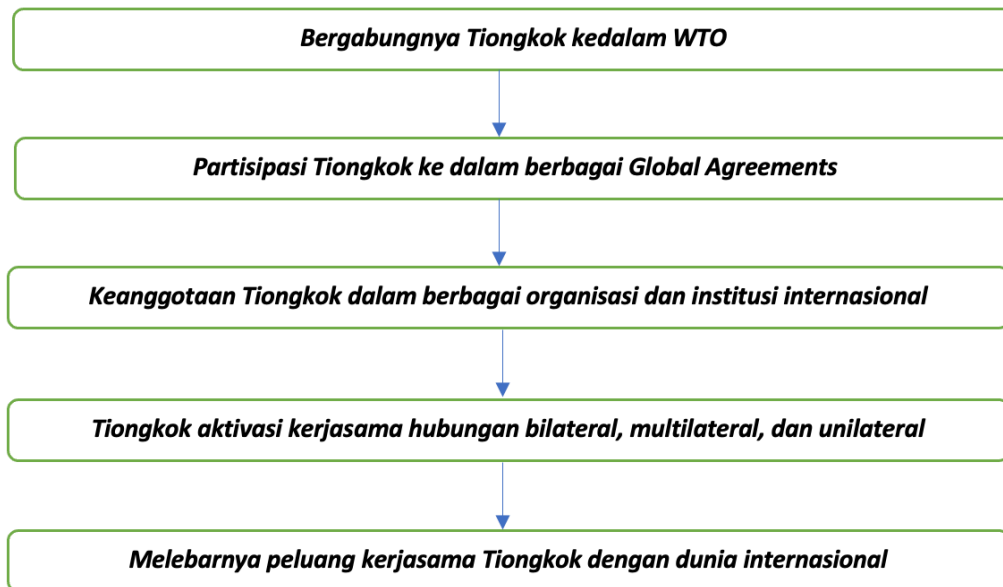 Bergabungnya Tiongkok kedalam WTO
Partisipasi Tiongkok ke dalam berbagai Global Agreements
Keanggotaan Tiongkok dalam berbagai organisasi dan institusi internasional
Tiongkok aktivasi kerjasama hubungan bilateral, multilateral, dan unilateral
Melebarnya peluang kerjasama Tiongkok dengan dunia internasional